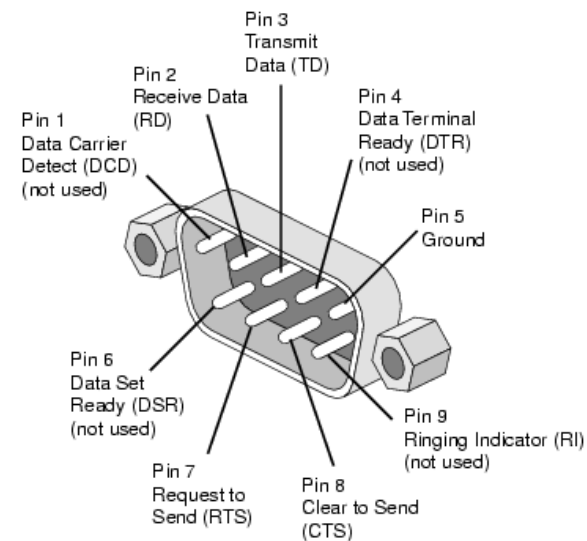 Pin 1
Data Carrier
Detect (DCD)
(not used)
Pin 2
Receive Data
(RD)
Pin 3
Transmit
Data (TD)
Pin 4
Data Terminal
Ready (DTR)
(not used)
Pin 5
Ground
Pin 6
Data Set
Ready (DSR)
(not used)
Pin 7
Request to
Send (RTS)
Pin 8
Clear to Send
(CTS)
Pin 9
Ringing Indicator (RI)
(not used)